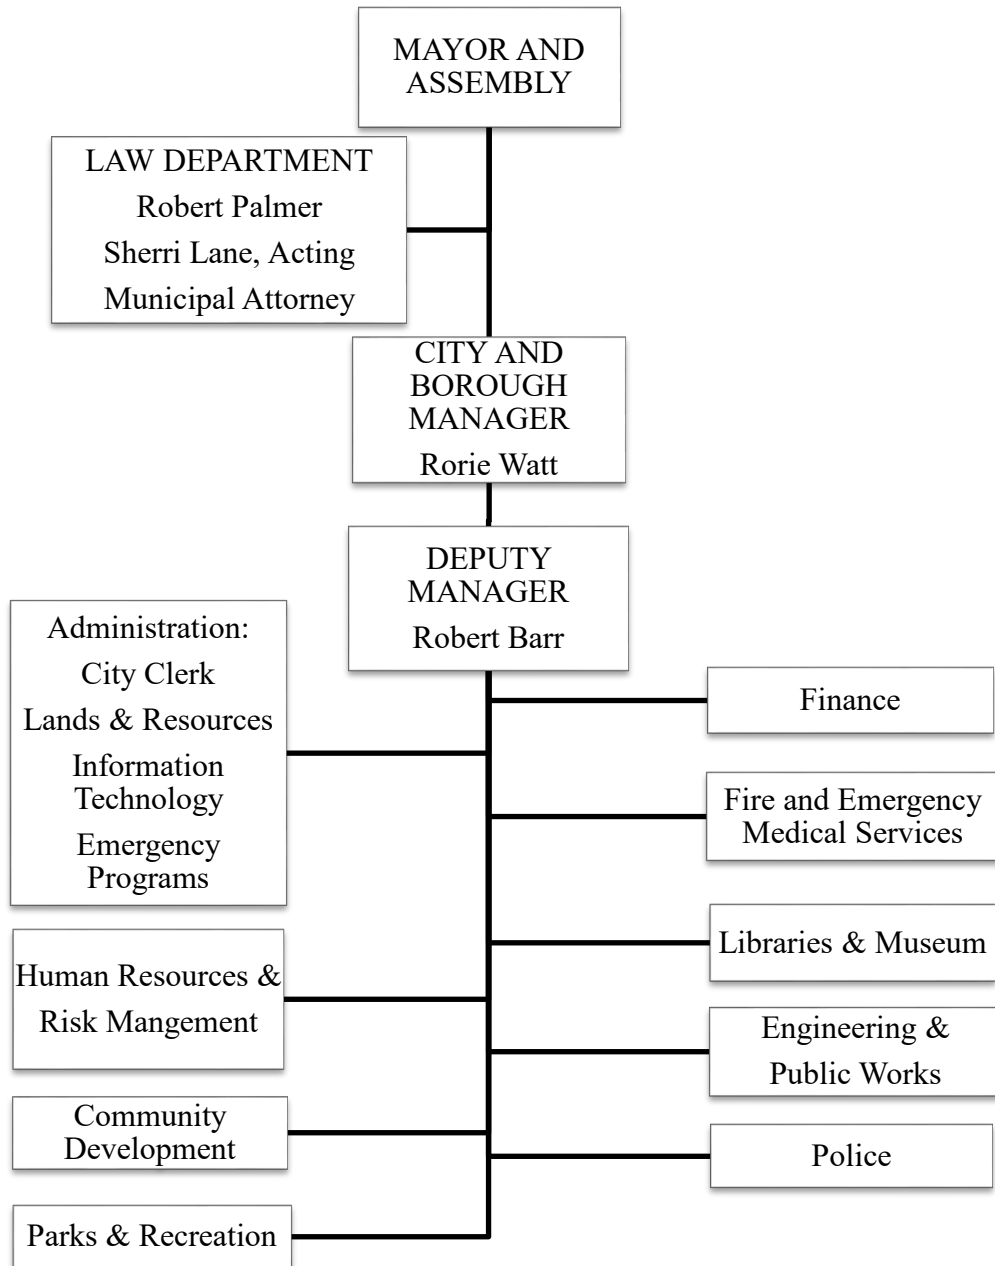 MAYOR AND
ASSEMBLY
LAW DEPARTMENT
Robert Palmer
Sherri Lane, Acting
Municipal Attorney
CITY AND
BOROUGH
MANAGER
Rorie Watt
DEPUTY
MANAGER
Robert Barr
Administration:
City Clerk
Lands & Resources
Information
Technology
Emergency
Programs
Human Resources &
Risk Mangement
Community
Development
Parks & Recreation
Finance
Fire and Emergency
Medical Services
Libraries & Museum
Engineering &
Public Works
Police